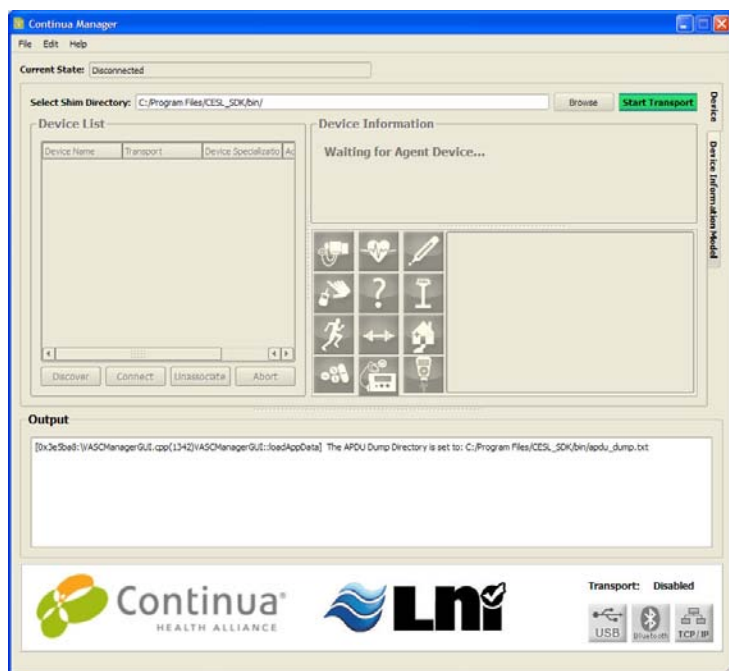 Continua Manager
File Edit Help
Current State: Disconnected
Select Shim Directory: C:/Program Files/CESL_SDK/bin/ Browse Start Transport
Device
Device Information Model
Device List
Device Name Transport Device Specializatio Ac
Discover Connect Unassociate Abort
Device Information
Waiting for Agent Device...
?
Output
[0x3e5ba8:\VASCManagerGUI.cpp(1342)VASCManagerGUI::loadAppData] The APDU Dump Directory is set to: C:/Program Files/CESL_SDK/bin/apdu_dump.txt
Continua®
HEALTH ALLIANCE
LNI
Transport: Disabled
USB Bluetooth TCP/IP